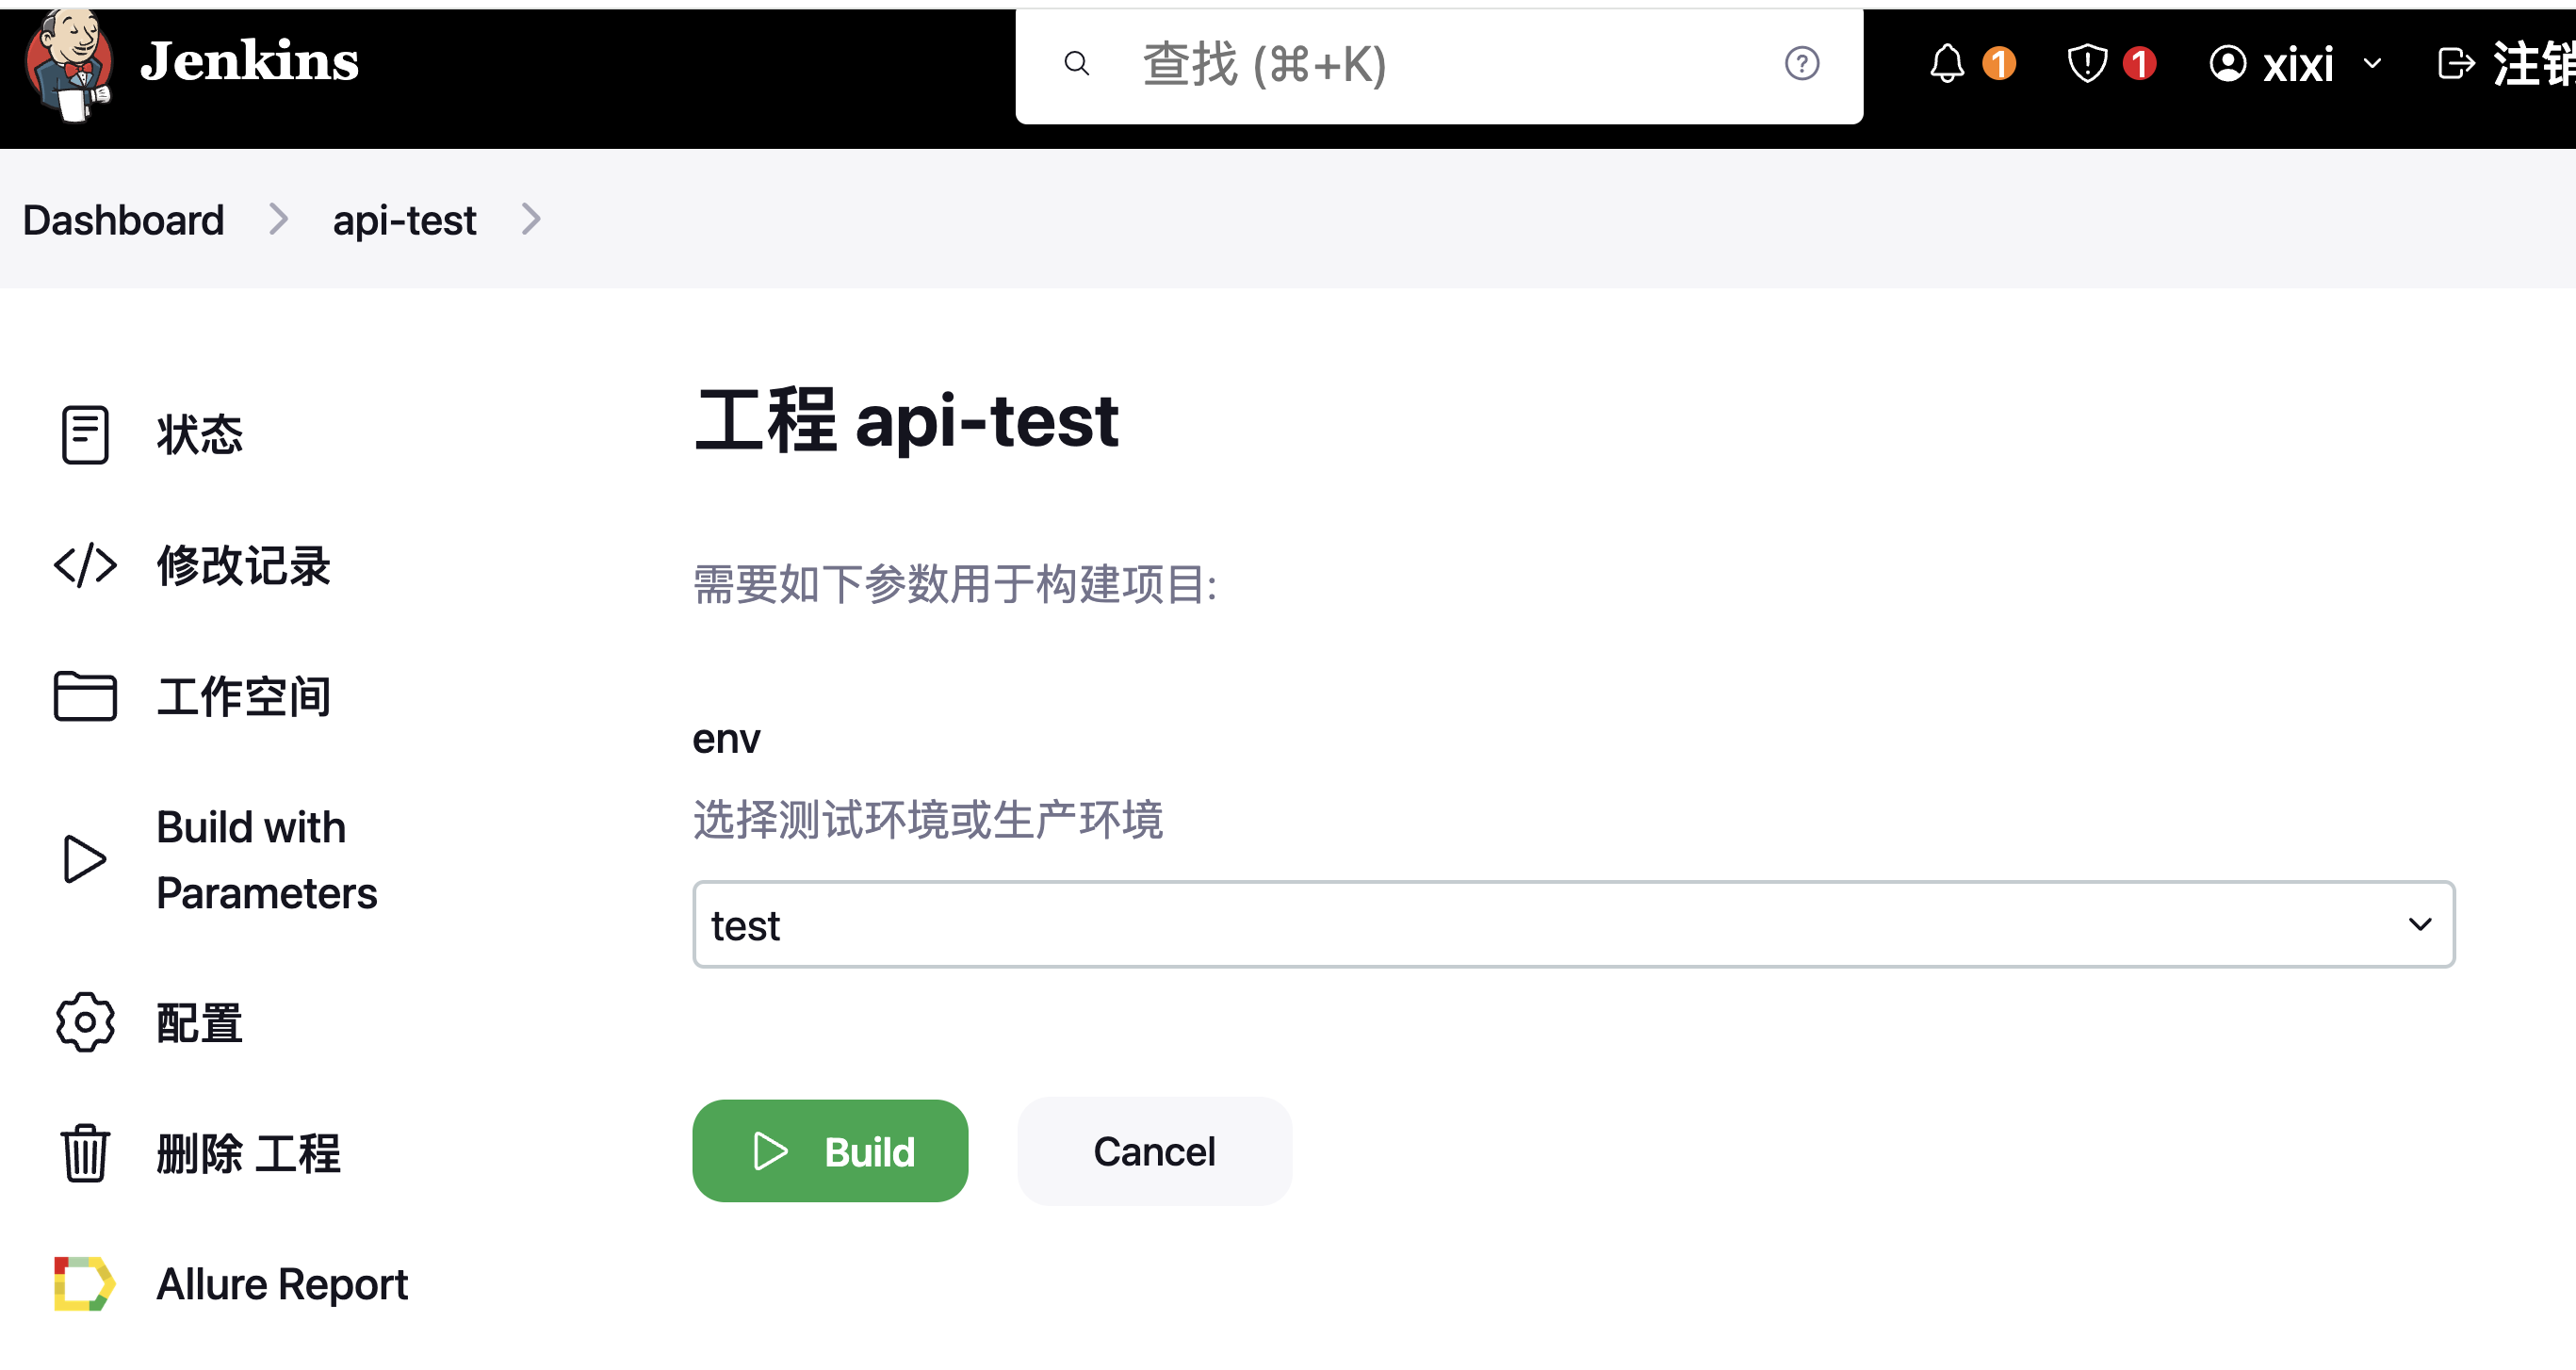 Jenkins
查找 (⌘+K)
1
1
xixi
注销
Dashboard
api-test
状态
修改记录
工作空间
Build with
Parameters
配置
删除 工程
Allure Report
工程 api-test
需要如下参数用于构建项目:
env
选择测试环境或生产环境
test
Build
Cancel